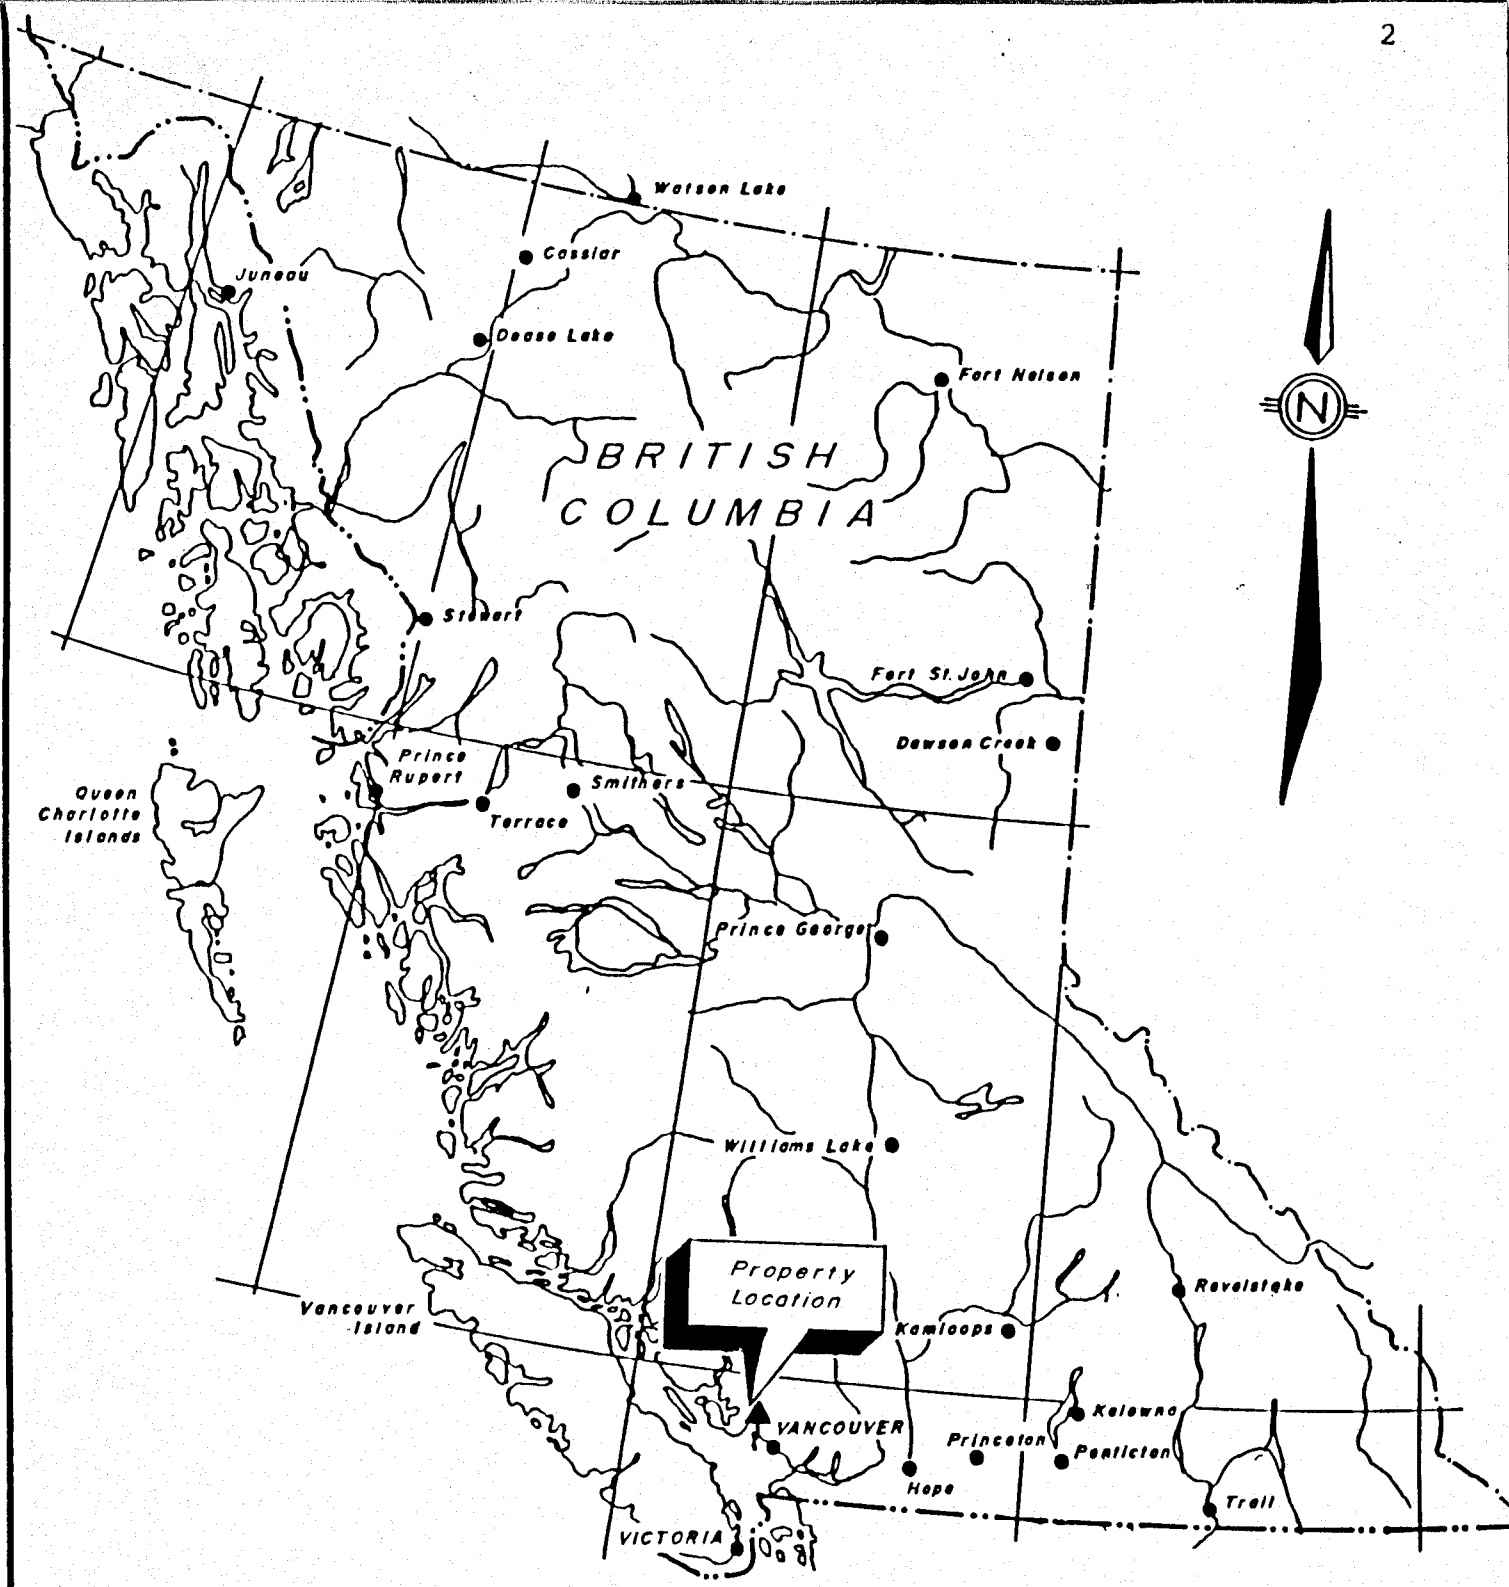 2
Watson Lake
Cassiar
Juneau
Dease Lake
Fort Nelson
N
BRITISH
COLUMBIA
Stewart
Fort St. John
Dawson Creek
Prince
Rupert
Smithers
Queen
Charlotte
Islands
Terrace
Prince George
Williams Lake
Property
Location
Revelstoke
Vancouver
Island
Kamloops
Kelowna
VANCOUVER
Princeton
Penticton
Hope
Trail
VICTORIA